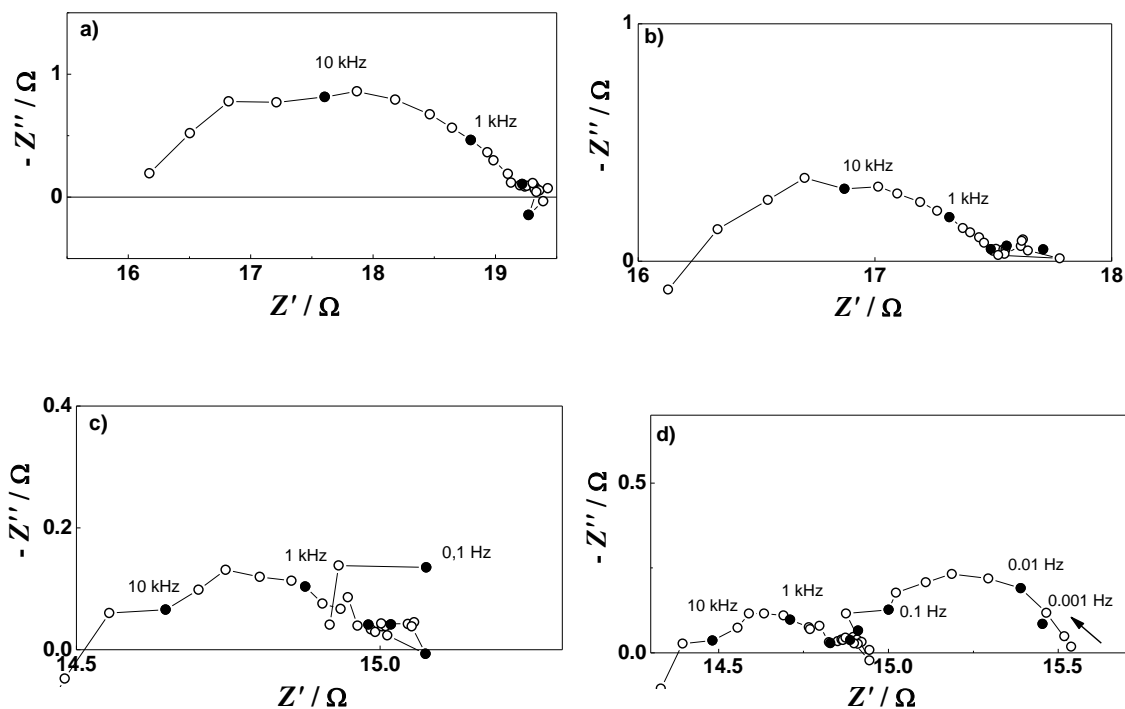 a)
10 kHz
1 kHz
- Z'' / Ω
1
0
16
17
18
19
Z' / Ω
b)
10 kHz
1 kHz
- Z'' / Ω
1
0
16
17
18
Z' / Ω
c)
10 kHz
1 kHz
0,1 Hz
- Z'' / Ω
0.4
0.2
0.0
14.5
15.0
Z' / Ω
d)
10 kHz
1 kHz
0.1 Hz
0.01 Hz
0.001 Hz
- Z'' / Ω
0.5
0.0
14.5
15.0
15.5
Z' / Ω